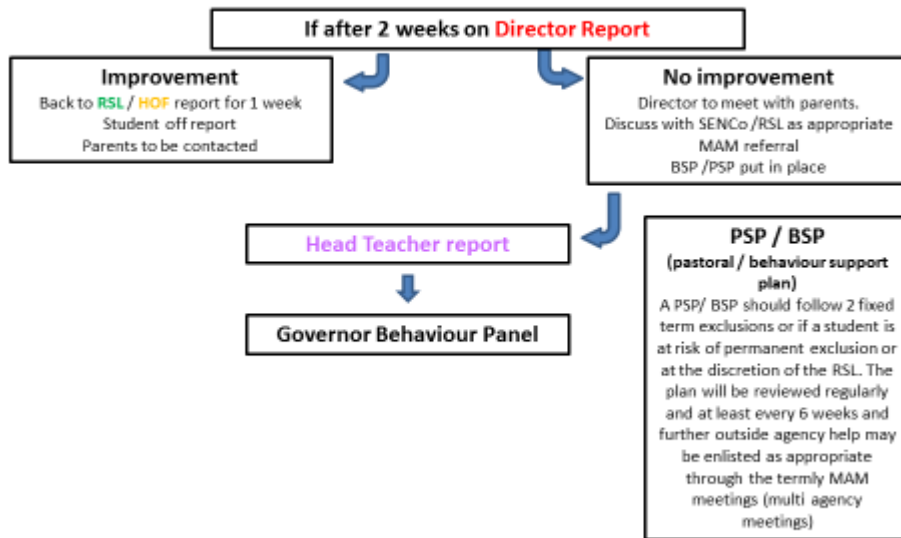 If after 2 weeks on Director Report
Improvement
Back to RSL / HOF report for 1 week
Student off report
Parents to be contacted
No improvement
Director to meet with parents.
Discuss with SENCo /RSL as appropriate
MAM referral
BSP /PSP put in place
Head Teacher report
Governor Behaviour Panel
PSP / BSP
(pastoral / behaviour support
plan)
A PSP/ BSP should follow 2 fixed
term exclusions or if a student is
at risk of permanent exclusion or
at the discretion of the RSL. The
plan will be reviewed regularly
and at least every 6 weeks and
further outside agency help may
be enlisted as appropriate
through the termly MAM
meetings (multi agency
meetings)